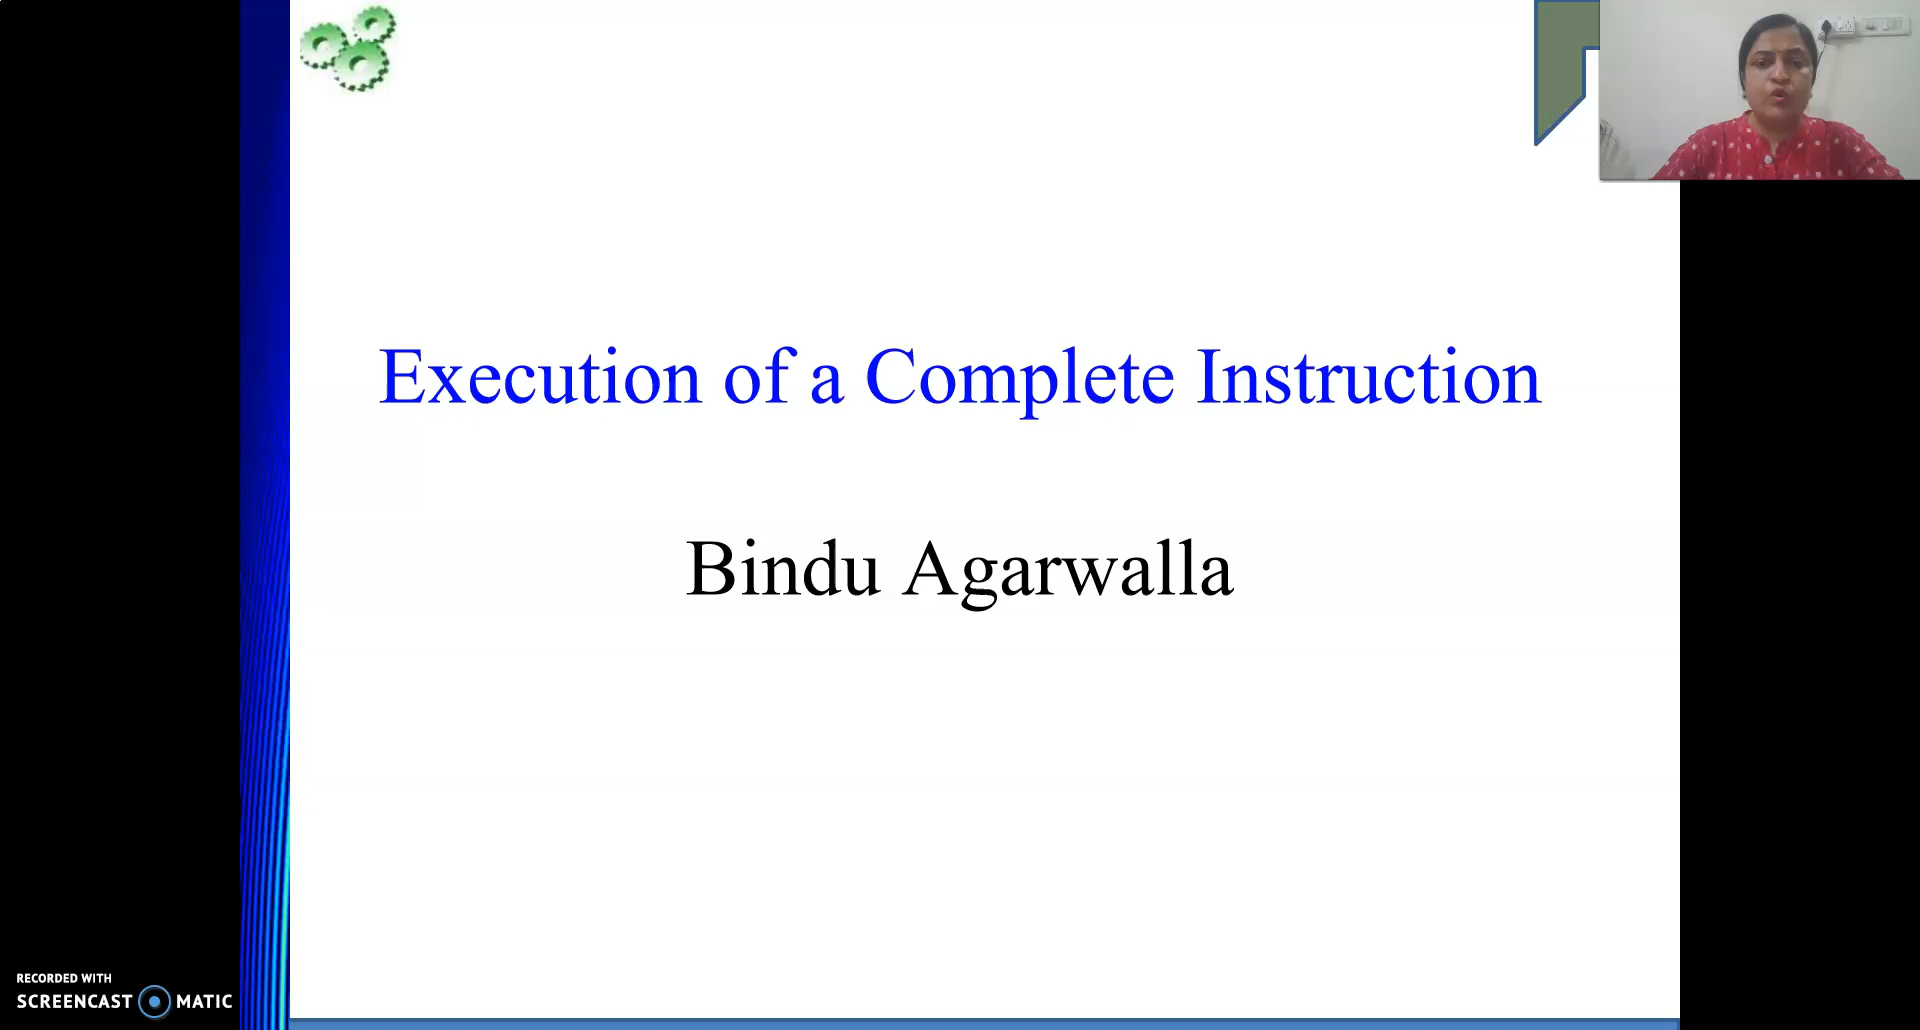 Execution of a Complete Instruction
Bindu Agarwalla
RECORDED WITH
SCREENCAST MATIC